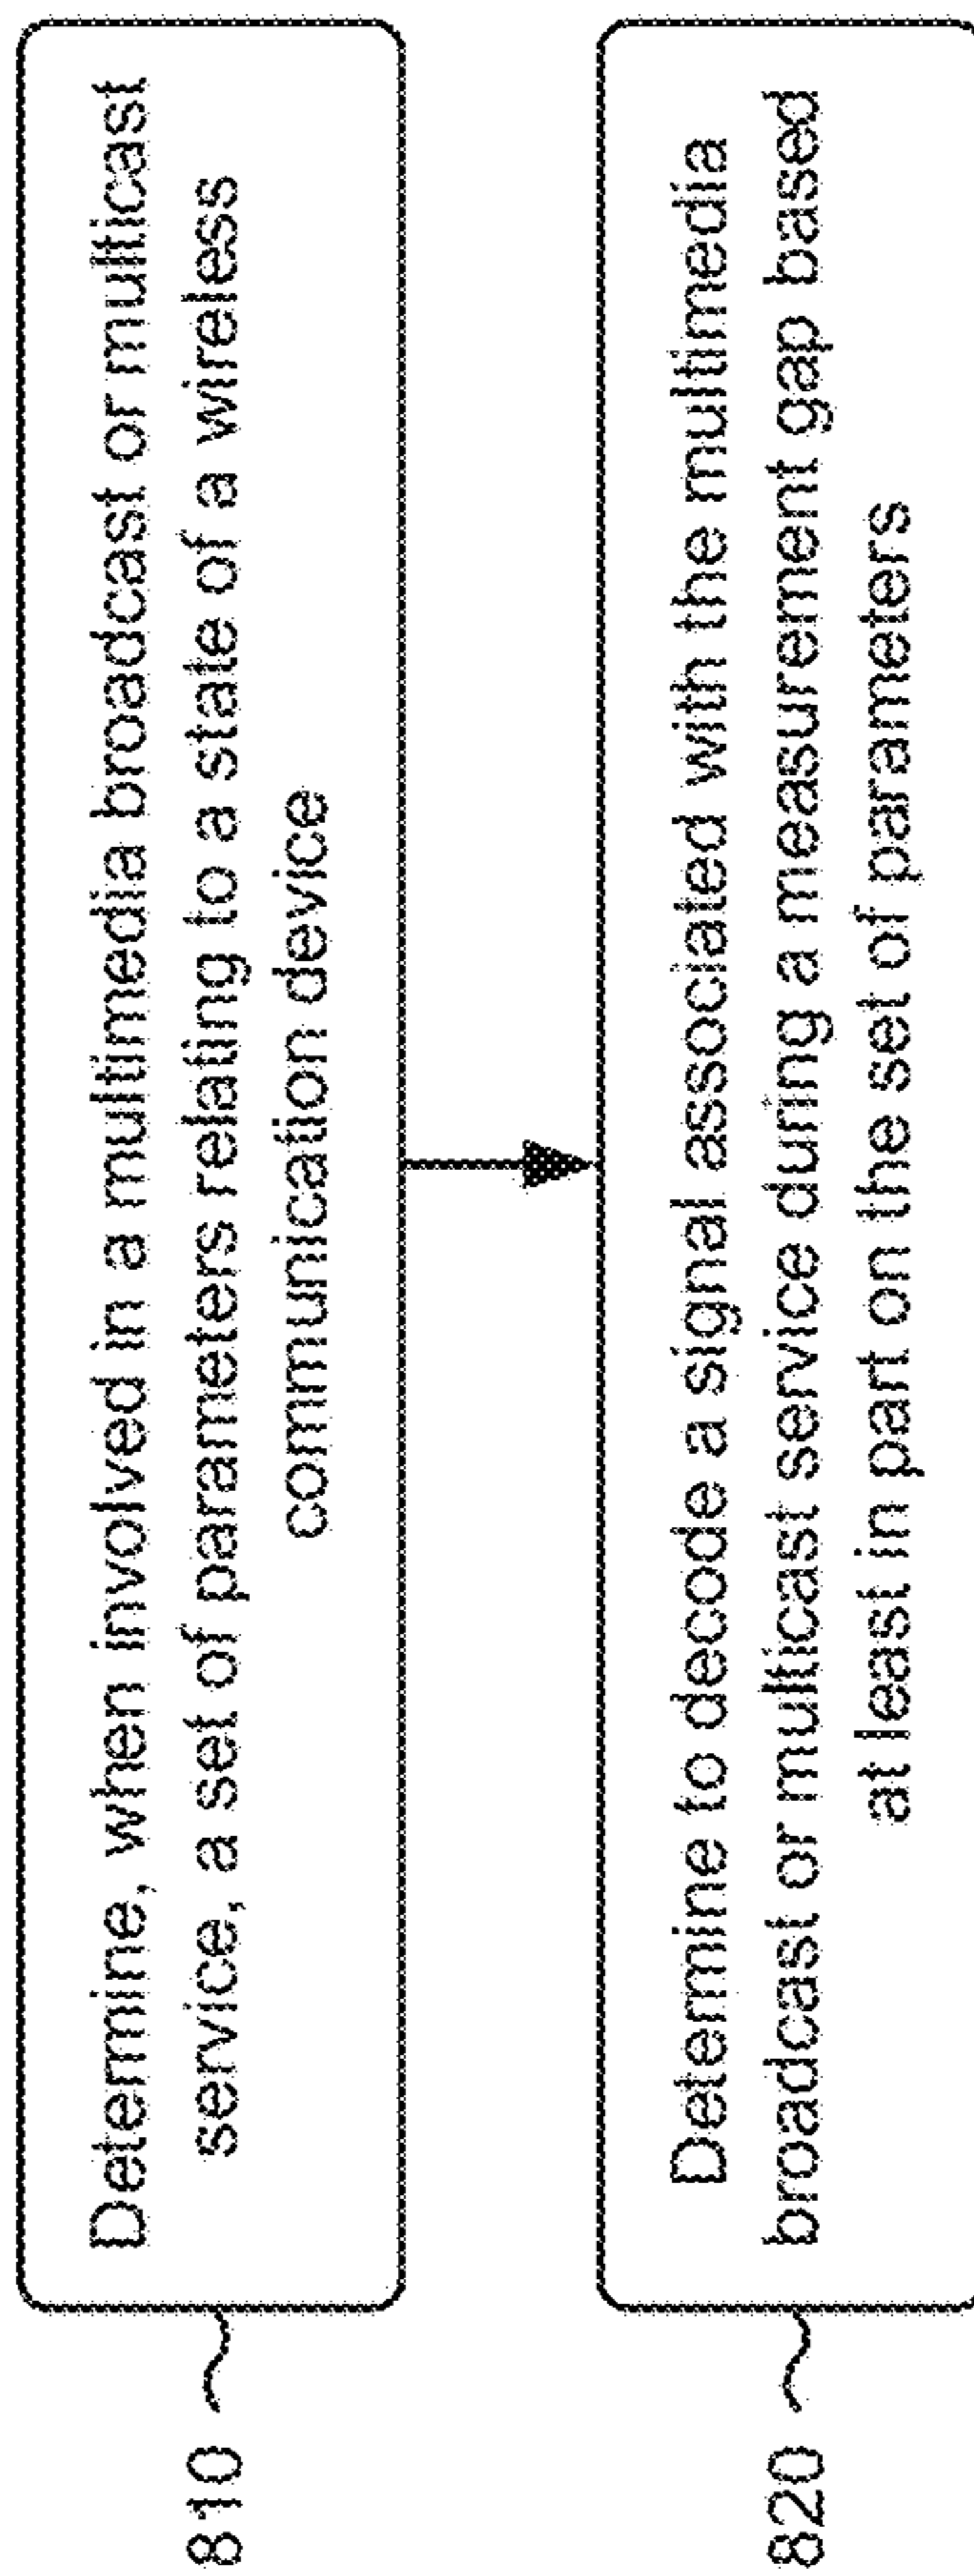 810
Determine, when involved in a multimedia broadcast or multicast
service, a set of parameters relating to a state of a wireless
communication device
820
Determine to decode a signal associated with the multimedia
broadcast or multicast service during a measurement gap based
at least in part on the set of parameters